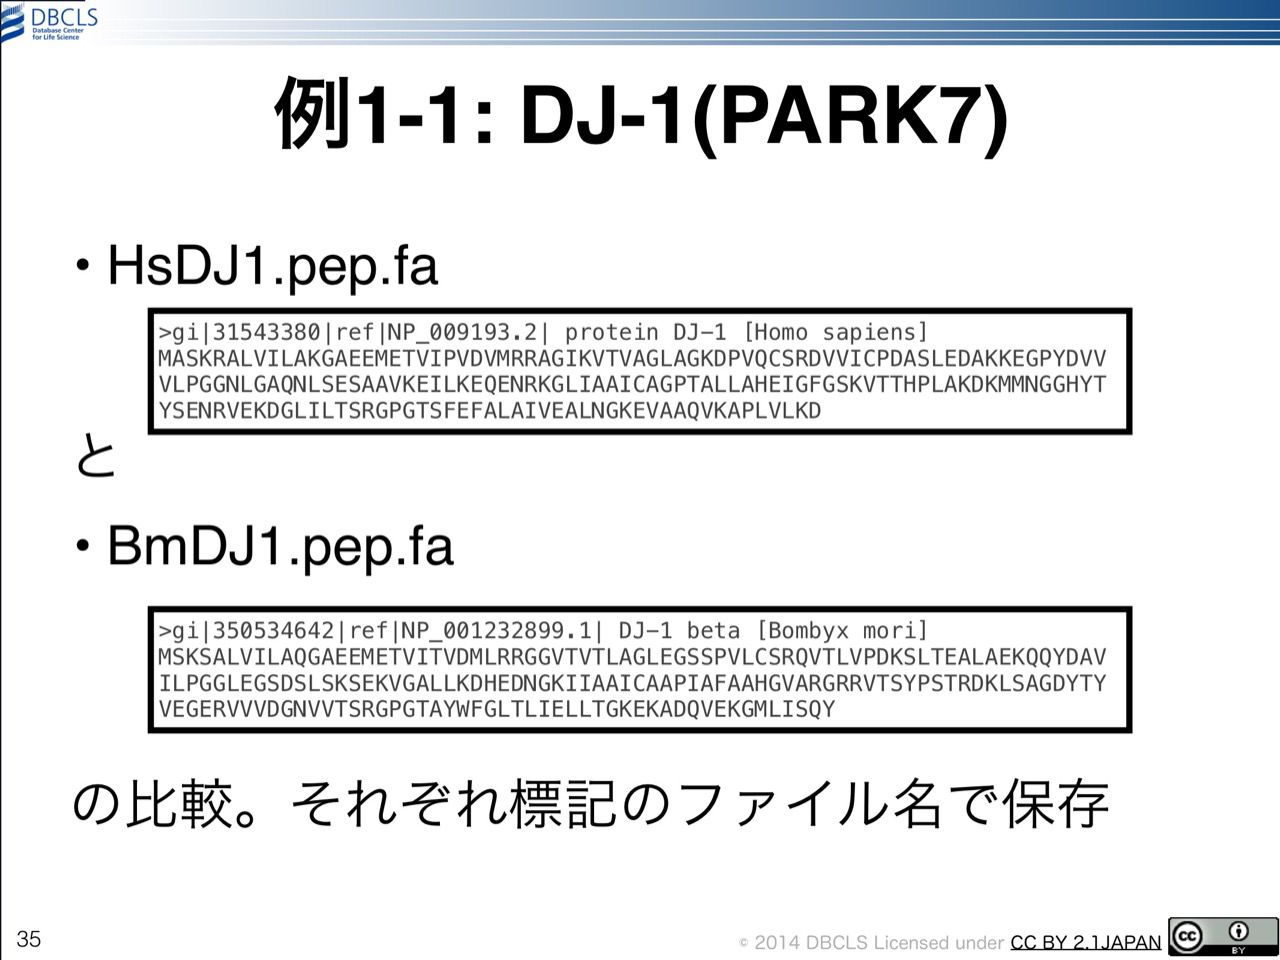 DBCLS
Database Center
for Life Science
例1-1: DJ-1(PARK7)
• HsDJ1.pep.fa
>gi|31543380|ref|NP_009193.2| protein DJ-1 [Homo sapiens]
MASKRALVILAKGAEEMETVIPVDVMRRAGIKVTVAGLAGKDPVQCSRDVVICPDASLEDAKKEGPYDVV
VLPGGNLGAQNLSESAAVKEILKEQENRKGLIAAICAGPTALLAHEIGFGSKVTTHPLAKDKMMNGGHYT
YSENRVEKDGLILTSRGPGTSFEFALAIVEALNGKEVAAQVKAPLVLKD
と
• BmDJ1.pep.fa
>gi|350534642|ref|NP_001232899.1| DJ-1 beta [Bombyx mori]
MSKSALVILAQGAEEMETVITVDMLRRGGVTVTLAGLEGSSPVLCSRQVTLVPDKSLTEALAEKQQYDAV
ILPGGLEGSDSLSKSEKVGALLKDHEDNGKIIAAICAAPIAFAAHGVARGRRVTSYPSTRDKLSAGDYTY
VEGERVVVDGNVVTSRGPGTAYWFGLTLIELLTGKEKADQVEKGMLISQY
の比較。それぞれ標記のファイル名で保存
35
© 2014 DBCLS Licensed under CC BY 2.1JAPAN
cc
BY